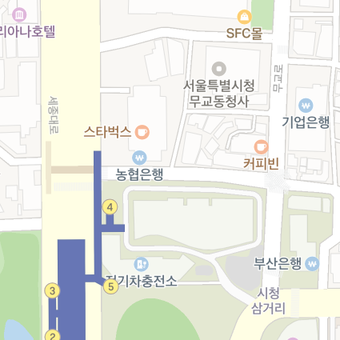 리아나호텔
SFC몰
서울특별시청
무교동청사
무교로
세종대로
기업은행
스타벅스
커피빈
농협은행
4
부산은행
전기차충전소
5
3
시청
삼거리
2